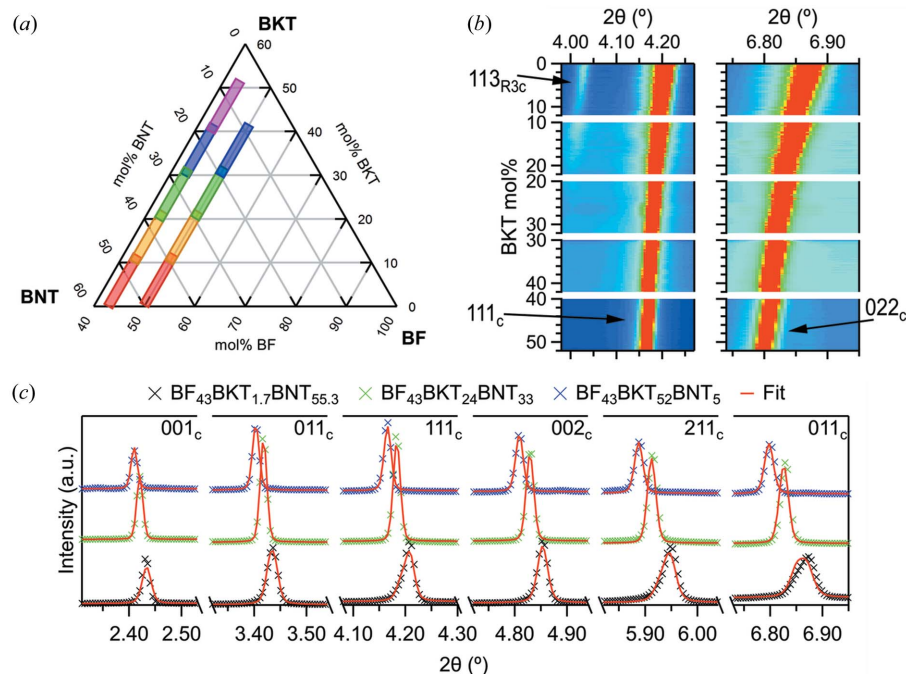 (a)
BKT
0 60
10 50
20 40
30 30
40 20
50 10
60 0
mol% BNT
mol% BKT
BNT
BF
40 50 60 70 80 90 100
mol% BF
(b)
2θ (º) 2θ (º)
4.00 4.10 4.20 6.80 6.90
113R3c
0
10
10
20
20
30
30
40
40
50
BKT mol%
111c
022c
(c)
× BF43BKT1.7BNT55.3 × BF43BKT24BNT33 × BF43BKT52BNT5 — Fit
001c 011c 111c 002c 211c 011c
Intensity (a.u.)
2.40 2.50 3.40 3.50 4.10 4.20 4.30 4.80 4.90 5.90 6.00 6.80 6.90
2θ (º)